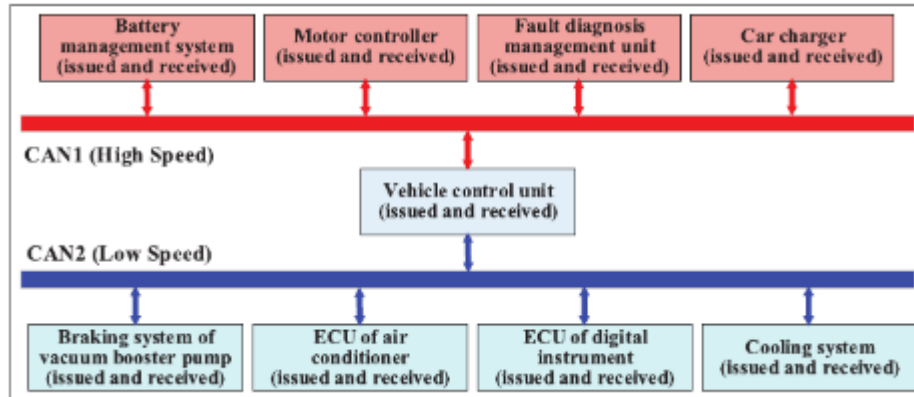 Battery
management system
(issued and received)
Motor controller
(issued and received)
Fault diagnosis
management unit
(issued and received)
Car charger
(issued and received)
CAN1 (High Speed)
Vehicle control unit
(issued and received)
CAN2 (Low Speed)
Braking system of
vacuum booster pump
(issued and received)
ECU of air
conditioner
(issued and received)
ECU of digital
instrument
(issued and received)
Cooling system
(issued and received)